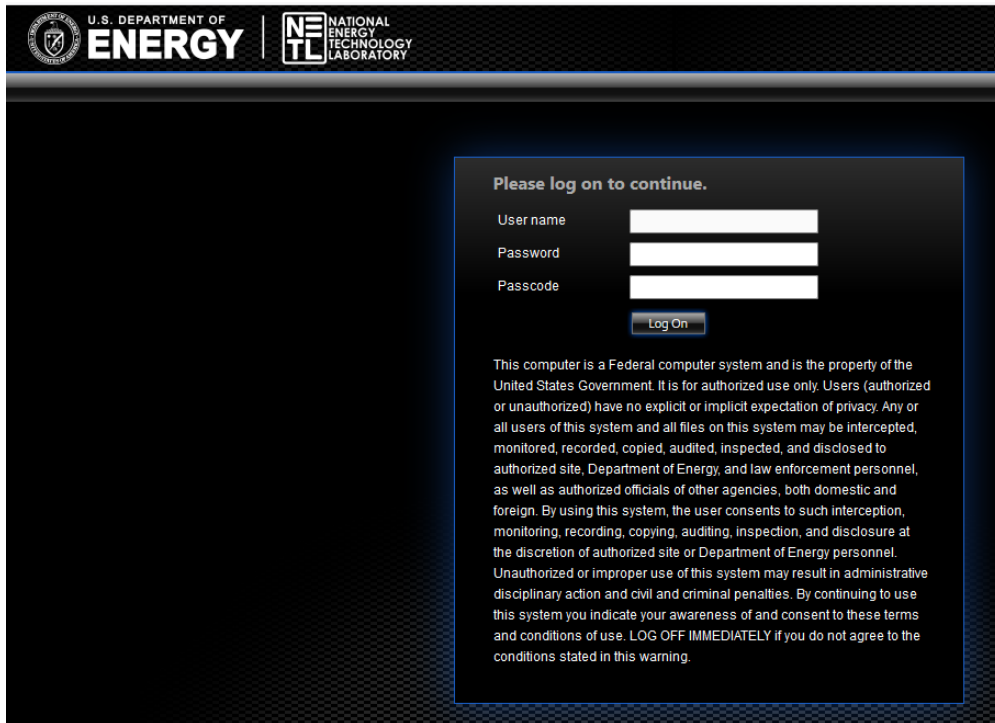 U.S. DEPARTMENT OF
ENERGY
NE
TL
NATIONAL
ENERGY
TECHNOLOGY
LABORATORY
Please log on to continue.
User name
Password
Passcode
Log On
This computer is a Federal computer system and is the property of the
United States Government. It is for authorized use only. Users (authorized
or unauthorized) have no explicit or implicit expectation of privacy. Any or
all users of this system and all files on this system may be intercepted,
monitored, recorded, copied, audited, inspected, and disclosed to
authorized site, Department of Energy, and law enforcement personnel,
as well as authorized officials of other agencies, both domestic and
foreign. By using this system, the user consents to such interception,
monitoring, recording, copying, auditing, inspection, and disclosure at
the discretion of authorized site or Department of Energy personnel.
Unauthorized or improper use of this system may result in administrative
disciplinary action and civil and criminal penalties. By continuing to use
this system you indicate your awareness of and consent to these terms
and conditions of use. LOG OFF IMMEDIATELY if you do not agree to the
conditions stated in this warning.